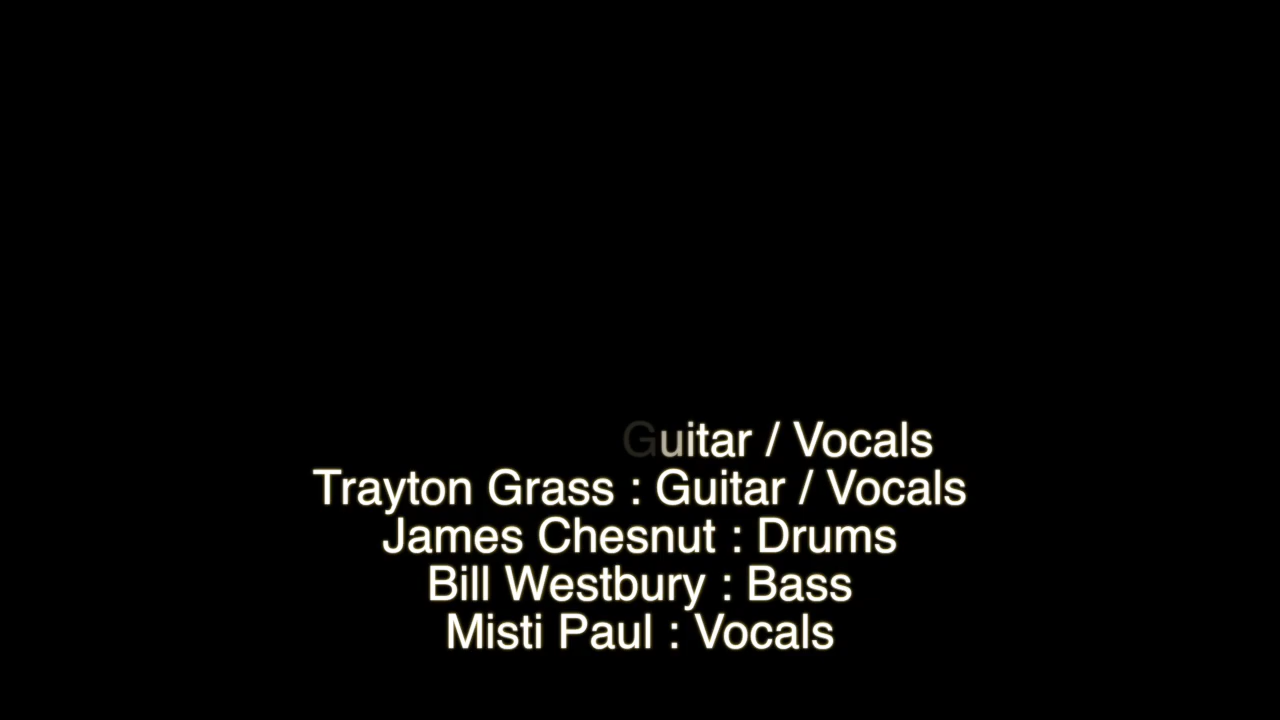 Guitar / Vocals
Trayton Grass : Guitar / Vocals
James Chesnut : Drums
Bill Westbury : Bass
Misti Paul : Vocals